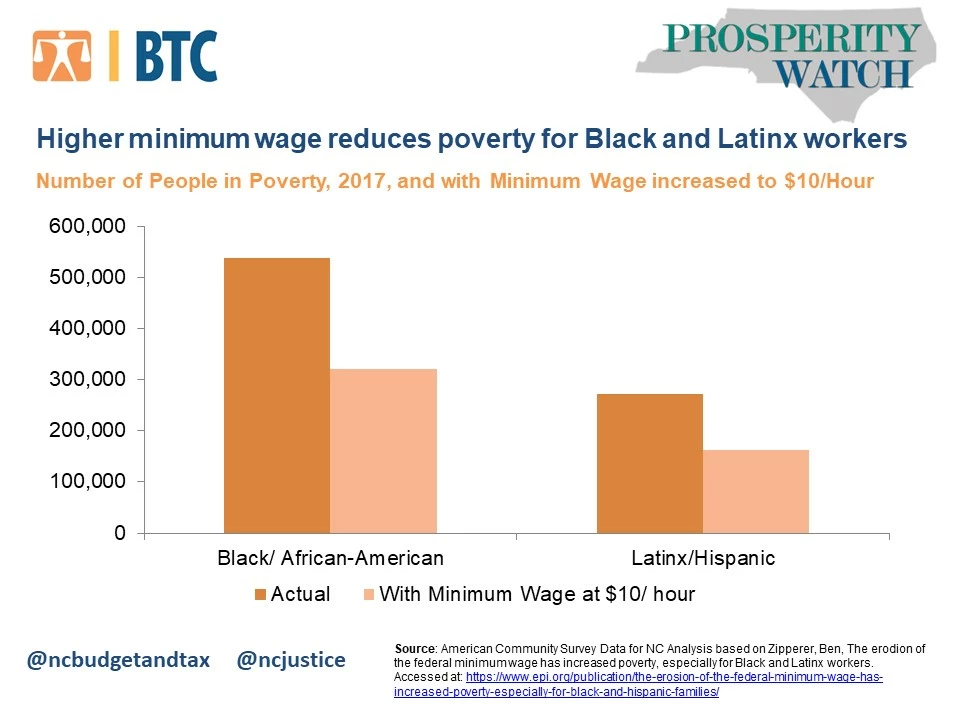 BTC
PROSPERITY
WATCH
Higher minimum wage reduces poverty for Black and Latinx workers
Number of People in Poverty, 2017, and with Minimum Wage increased to $10/Hour
600,000
500,000
400,000
300,000
200,000
100,000
0
Black/ African-American
Latinx/Hispanic
Actual
With Minimum Wage at $10/ hour
@ncbudgetandtax @ncjustice
Source: American Community Survey Data for NC Analysis based on Zipperer, Ben, The erodion of
the federal minimum wage has increased poverty, especially for Black and Latinx workers.
Accessed at: https://www.epi.org/publication/the-erosion-of-the-federal-minimum-wage-has-
increased-poverty-especially-for-black-and-hispanic-families/